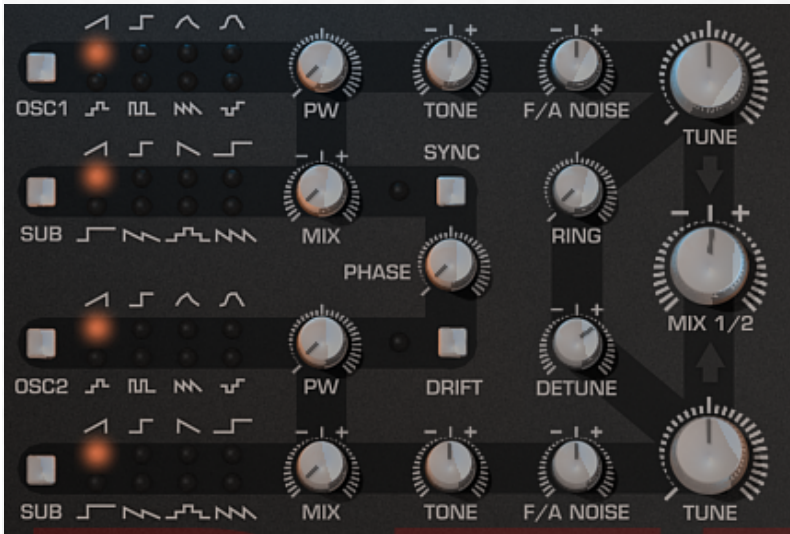 - +
- +
OSC1
PW
TONE
F/A NOISE
TUNE
SYNC
- +
SUB
MIX
RING
- +
PHASE
MIX 1/2
- +
OSC2
PW
DRIFT
DETUNE
- +
- +
- +
SUB
MIX
TONE
F/A NOISE
TUNE